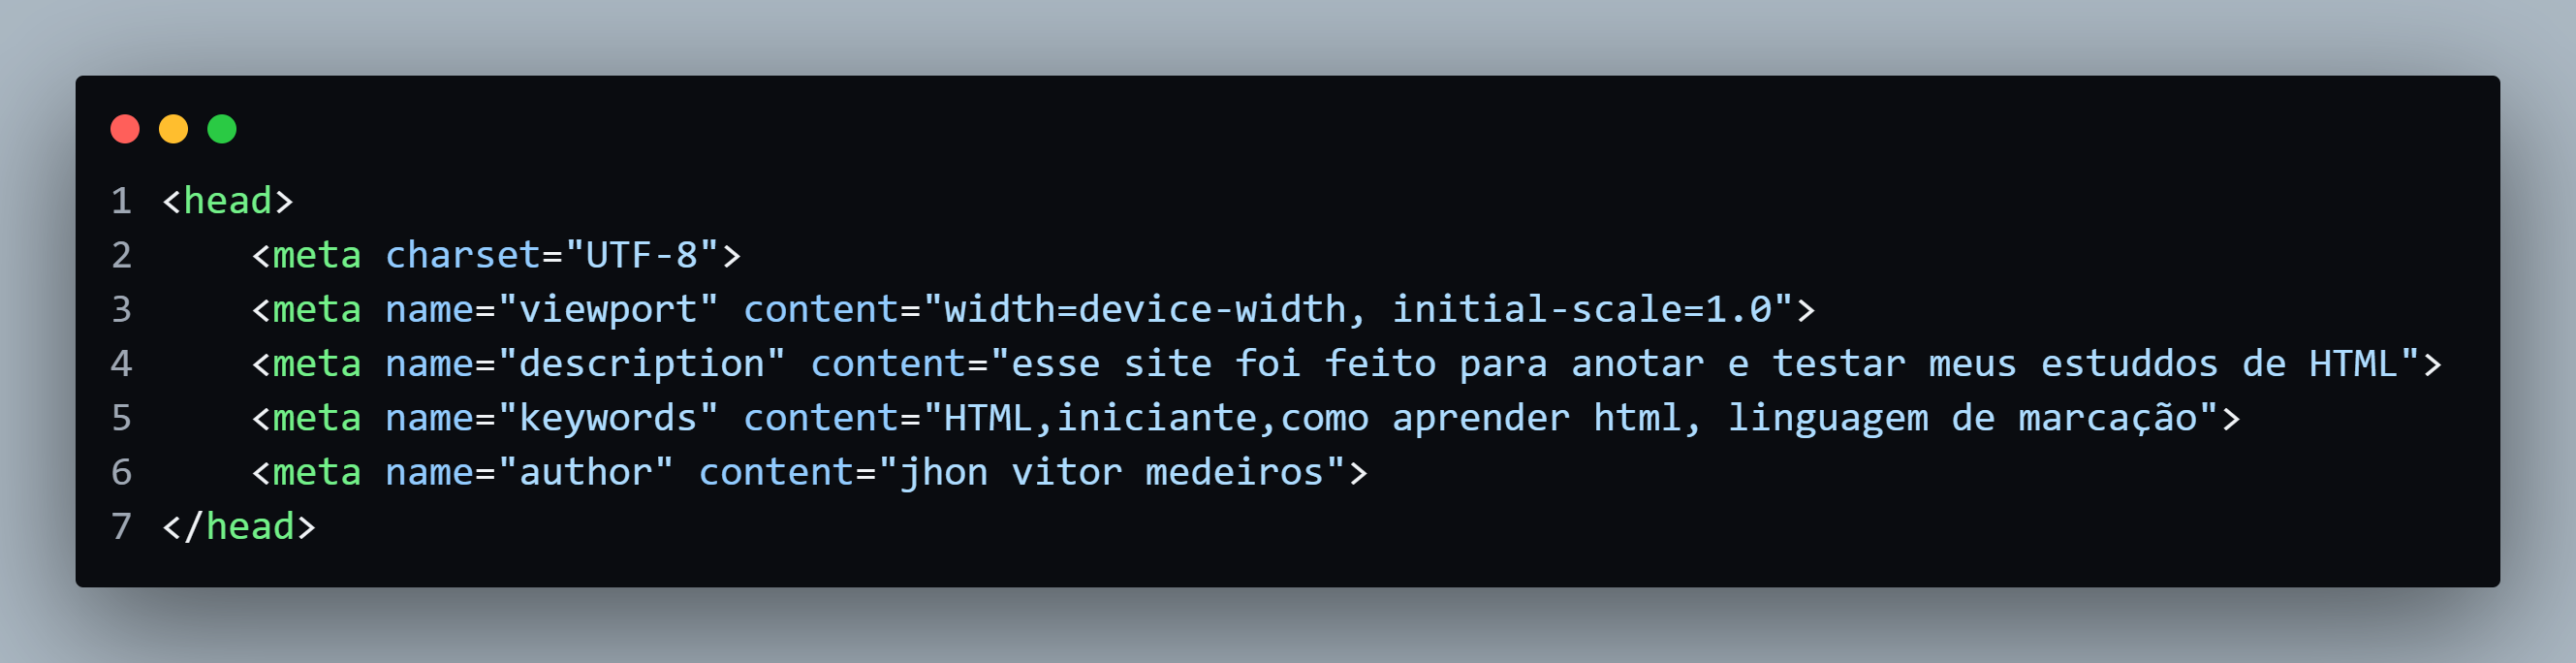 1 <head>
2     <meta charset="UTF-8">
3     <meta name="viewport" content="width=device-width, initial-scale=1.0">
4     <meta name="description" content="esse site foi feito para anotar e testar meus estuddos de HTML">
5     <meta name="keywords" content="HTML,iniciante,como aprender html, linguagem de marcação">
6     <meta name="author" content="jhon vitor medeiros">
7 </head>